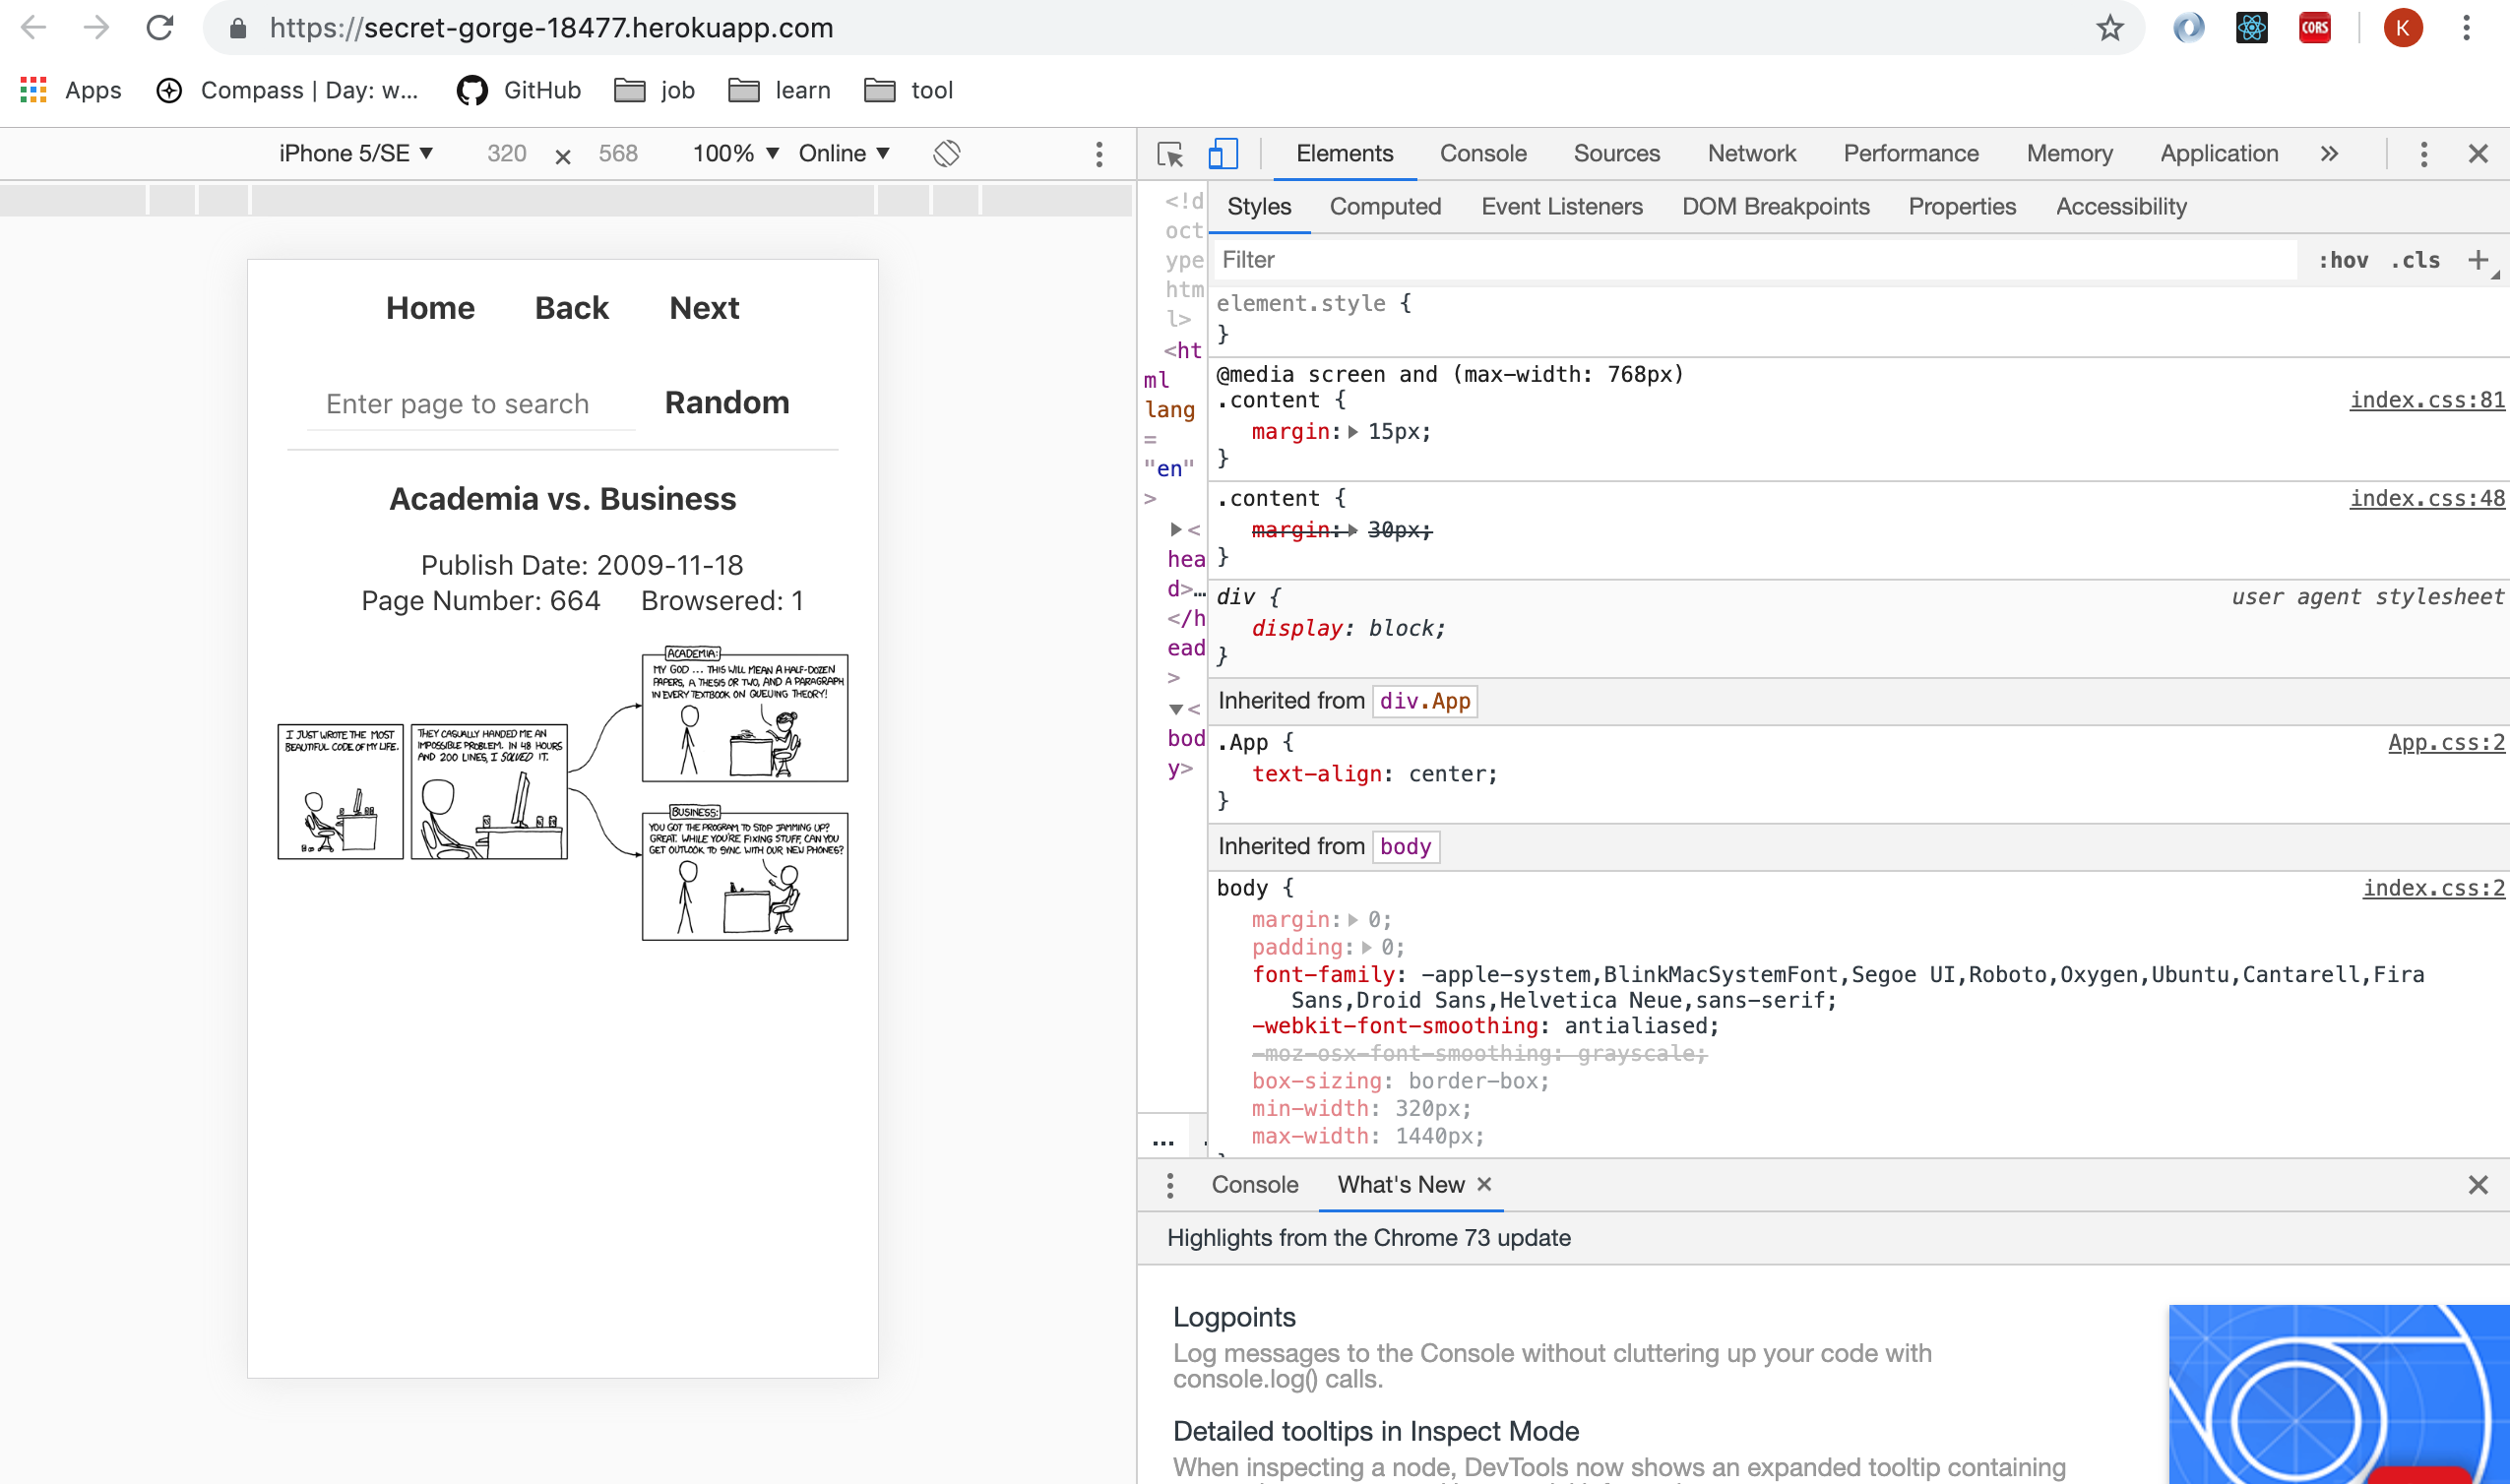 https://secret-gorge-18477.herokuapp.com
CORS
K
Apps
Compass | Day: w...
GitHub
job
learn
tool
iPhone 5/SE ▼ 320 × 568 100% ▼ Online ▼
Home Back Next
Enter page to search Random
Academia vs. Business
Publish Date: 2009-11-18
Page Number: 664 Browsered: 1
I JUST WROTE THE MOST
BEAUTIFUL CODE OF MY LIFE.
THEY CASUALLY HANDED ME AN
IMPOSSIBLE PROBLEM. IN 48 HOURS
AND 200 LINES, I SOLVED IT.
ACADEMIA:
MY GOD ... THIS WILL MEAN A HALF-DOZEN
PAPERS, A THESIS OR TWO, AND A PARAGRAPH
IN EVERY TEXTBOOK ON QUEUING THEORY!
BUSINESS:
YOU GOT THE PROGRAM TO STOP JAMMING UP?
GREAT. WHILE YOU'RE FIXING STUFF, CAN YOU
GET OUTLOOK TO SYNC WITH OUR NEW PHONES?
Elements Console Sources Network Performance Memory Application »
<!d
oct
ype
htm
l>
<ht
ml
lang
=
"en"
>
▶<
hea
d>…
</h
ead
>
▼<
bod
y>
...
Styles Computed Event Listeners DOM Breakpoints Properties Accessibility
Filter :hov .cls +
element.style {
}
@media screen and (max-width: 768px)
.content { index.css:81
margin:▶ 15px;
}
.content { index.css:48
margin:▶ 30px;
}
div { user agent stylesheet
display: block;
}
Inherited from div.App
.App { App.css:2
text-align: center;
}
Inherited from body
body { index.css:2
margin:▶ 0;
padding:▶ 0;
font-family: -apple-system,BlinkMacSystemFont,Segoe UI,Roboto,Oxygen,Ubuntu,Cantarell,Fira
Sans,Droid Sans,Helvetica Neue,sans-serif;
-webkit-font-smoothing: antialiased;
-moz-osx-font-smoothing: grayscale;
box-sizing: border-box;
min-width: 320px;
max-width: 1440px;
Console What's New ×
Highlights from the Chrome 73 update
Logpoints
Log messages to the Console without cluttering up your code with
console.log() calls.
Detailed tooltips in Inspect Mode
When inspecting a node, DevTools now shows an expanded tooltip containing